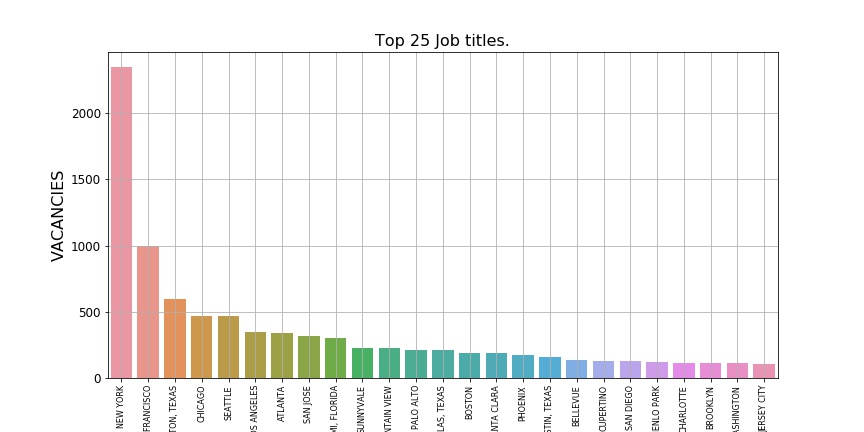 Top 25 Job titles.
VACANCIES
2000
1500
1000
500
0
NEW YORK
FRANCISCO
TON, TEXAS
CHICAGO
SEATTLE
S ANGELES
ATLANTA
SAN JOSE
MI, FLORIDA
SUNNYVALE
NTAIN VIEW
PALO ALTO
LAS, TEXAS
BOSTON
NTA CLARA
PHOENIX
STIN, TEXAS
BELLEVUE
CUPERTINO
SAN DIEGO
ENLO PARK
CHARLOTTE
BROOKLYN
ASHINGTON
JERSEY CITY